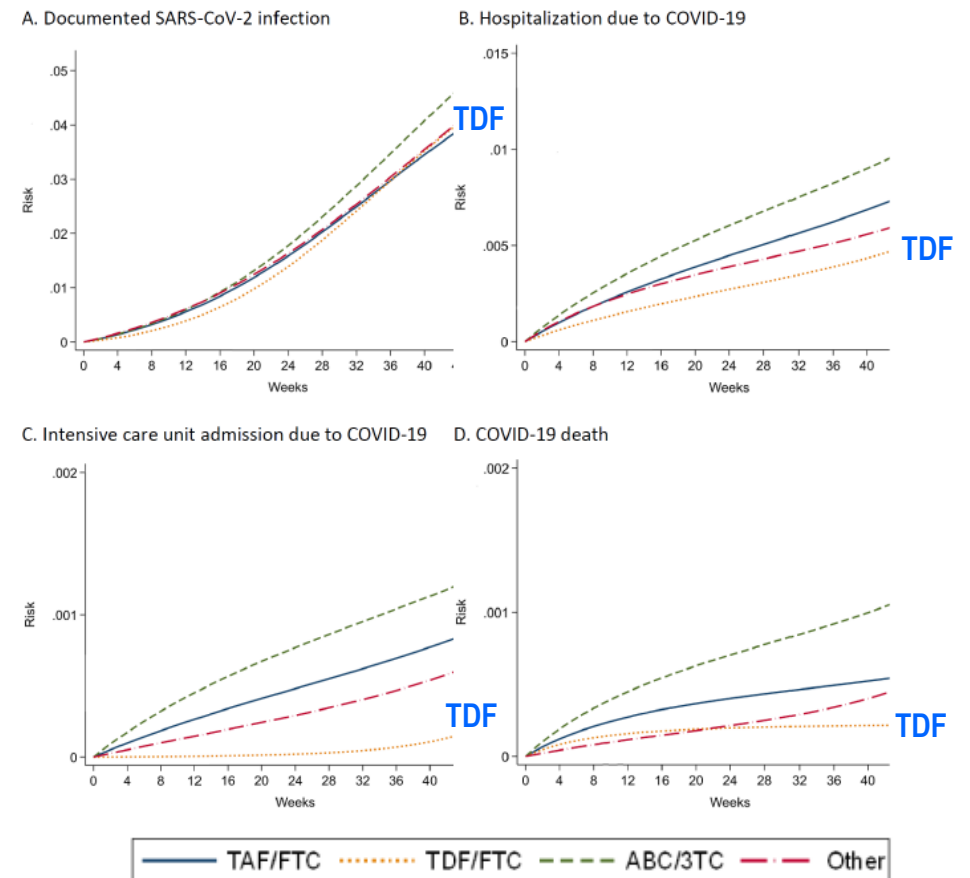 A. Documented SARS-CoV-2 infection
B. Hospitalization due to COVID-19
.05
.04
.03
.02
.01
0
Risk
0 4 8 12 16 20 24 28 32 36 40
Weeks
TDF
.015
.01
.005
0
Risk
0 4 8 12 16 20 24 28 32 36 40
Weeks
TDF
C. Intensive care unit admission due to COVID-19
D. COVID-19 death
.002
.001
0
Risk
0 4 8 12 16 20 24 28 32 36 40
Weeks
TDF
.002
.001
0
Risk
0 4 8 12 16 20 24 28 32 36 40
Weeks
TDF
TAF/FTC TDF/FTC ABC/3TC Other